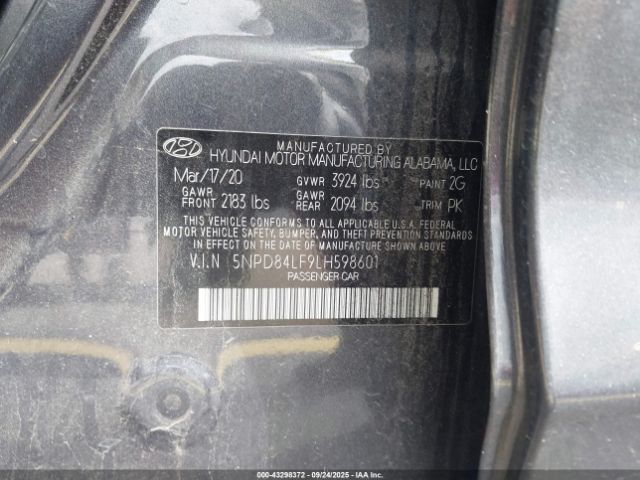 MANUFACTURED BY
HYUNDAI MOTOR MANUFACTURING ALABAMA, LLC
Mar/17/20 GVWR 3924 lbs PAINT 2G
GAWR FRONT 2183 lbs GAWR REAR 2094 lbs TRIM PK
THIS VEHICLE CONFORMS TO ALL APPLICABLE U.S.A. FEDERAL
MOTOR VEHICLE SAFETY, BUMPER, AND THEFT PREVENTION
STANDARDS IN EFFECT ON THE DATE OF MANUFACTURE SHOWN ABOVE.
V.I.N 5NPD84LF9LH598601
PASSENGER CAR
000-43298372 | 09/24/2025 | IAAI.COM